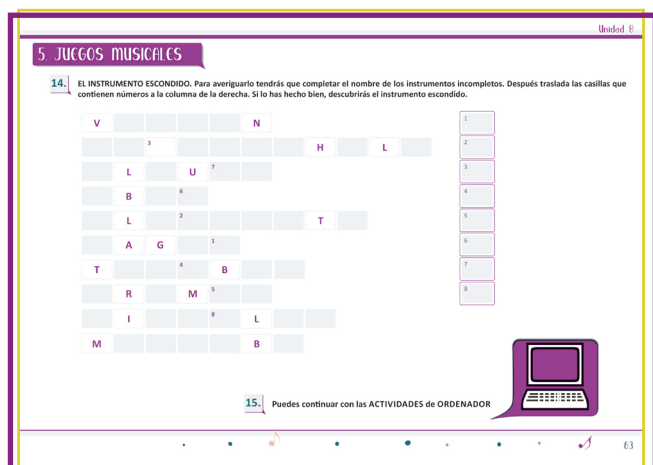 Unidad 8
5. JUEGOS MUSICALES
14. EL INSTRUMENTO ESCONDIDO. Para averiguarlo tendrás que completar el nombre de los instrumentos incompletos. Después traslada las casillas que
contienen números a la columna de la derecha. Si lo has hecho bien, descubrirás el instrumento escondido.
V N
3 H L
L U 7
B 6
L 2 T
A G 1
T 4 B
R M 5
I 8 L
M B
1
2
3
4
5
6
7
8
15. Puedes continuar con las ACTIVIDADES de ORDENADOR
63